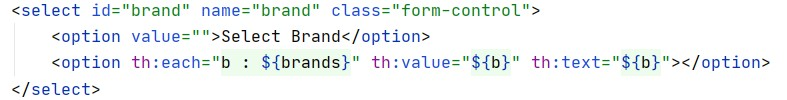 <select id="brand" name="brand" class="form-control">
    <option value="">Select Brand</option>
    <option th:each="b : ${brands}" th:value="${b}" th:text="${b}"></option>
</select>